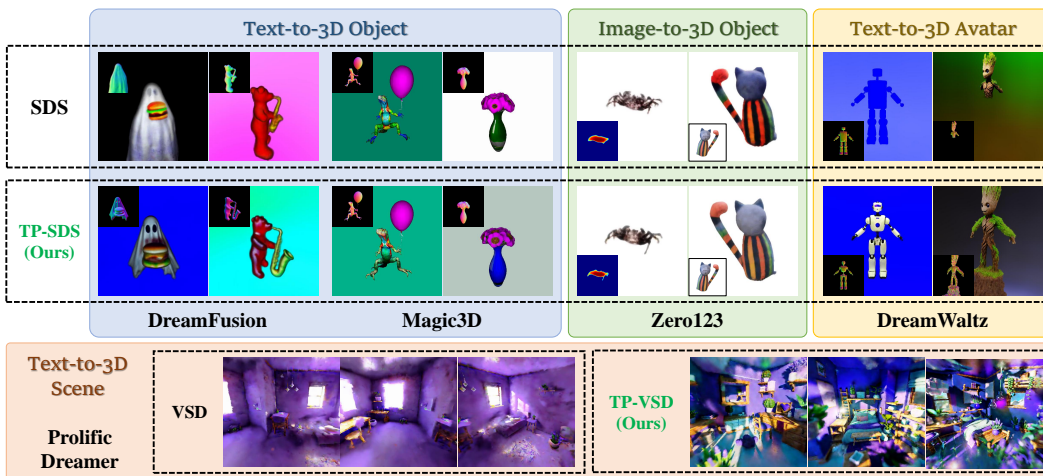 Text-to-3D Object
Image-to-3D Object
Text-to-3D Avatar
SDS
TP-SDS
(Ours)
DreamFusion
Magic3D
Zero123
DreamWaltz
Text-to-3D
Scene
Prolific
Dreamer
VSD
TP-VSD
(Ours)